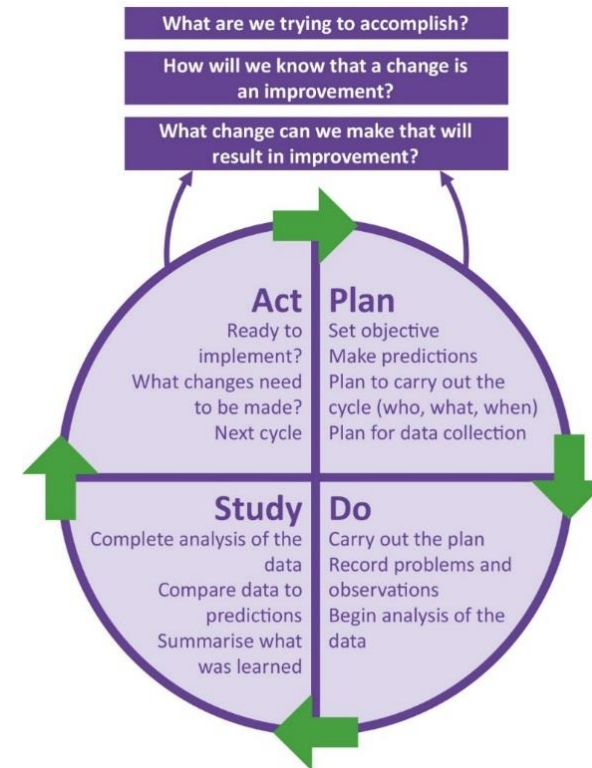 What are we trying to accomplish?
How will we know that a change is
an improvement?
What change can we make that will
result in improvement?
Act
Ready to
implement?
What changes need
to be made?
Next cycle
Plan
Set objective
Make predictions
Plan to carry out the
cycle (who, what, when)
Plan for data collection
Study
Complete analysis of the
data
Compare data to
predictions
Summarise what
was learned
Do
Carry out the plan
Record problems and
observations
Begin analysis of the
data